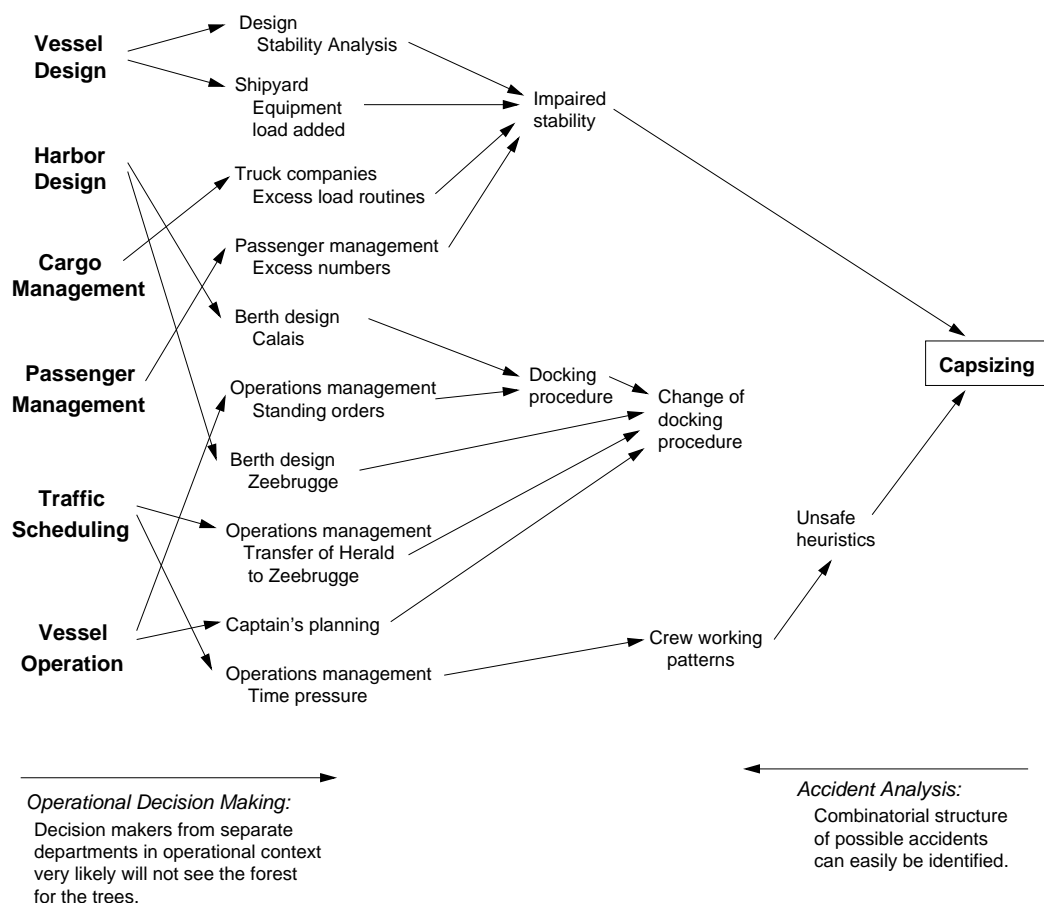 Vessel
Design
Harbor
Design
Cargo
Management
Passenger
Management
Traffic
Scheduling
Vessel
Operation
Design
Stability Analysis
Shipyard
Equipment
load added
Truck companies
Excess load routines
Passenger management
Excess numbers
Berth design
Calais
Operations management
Standing orders
Berth design
Zeebrugge
Operations management
Transfer of Herald
to Zeebrugge
Captain's planning
Operations management
Time pressure
Impaired
stability
Docking
procedure
Change of
docking
procedure
Crew working
patterns
Unsafe
heuristics
Capsizing
Operational Decision Making:
Decision makers from separate
departments in operational context
very likely will not see the forest
for the trees.
Accident Analysis:
Combinatorial structure
of possible accidents
can easily be identified.